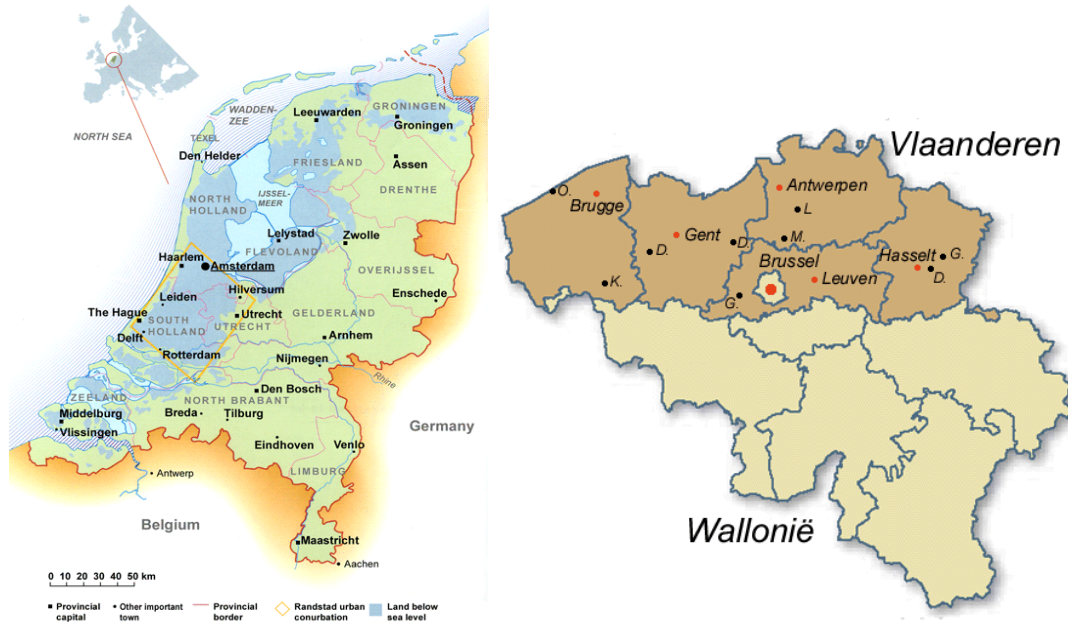 NORTH SEA
WADDEN-
ZEE
TEXEL
Den Helder
Leeuwarden
GRONINGEN
Groningen
FRIESLAND
Assen
DRENTHE
NORTH
HOLLAND
IJSSEL-
MEER
Lelystad
FLEVOLAND
Zwolle
Haarlem
Amsterdam
OVERIJSSEL
Hilversum
Enschede
Leiden
GELDERLAND
The Hague
SOUTH
HOLLAND
UTRECHT
Utrecht
Delft
Arnhem
Rotterdam
Nijmegen
Rhine
Den Bosch
ZEELAND
NORTH BRABANT
Middelburg
Breda
Tilburg
Vlissingen
Eindhoven
Venlo
Germany
LIMBURG
Antwerp
Belgium
Maastricht
Aachen
0 10 20 30 40 50 km
Provincial
capital
Other important
town
Provincial
border
Randstad urban
conurbation
Land below
sea level
Vlaanderen
O.
Brugge
Antwerpen
L
Gent
D.
D.
M.
Hasselt
G.
D.
Brussel
Leuven
K.
G.
Wallonië